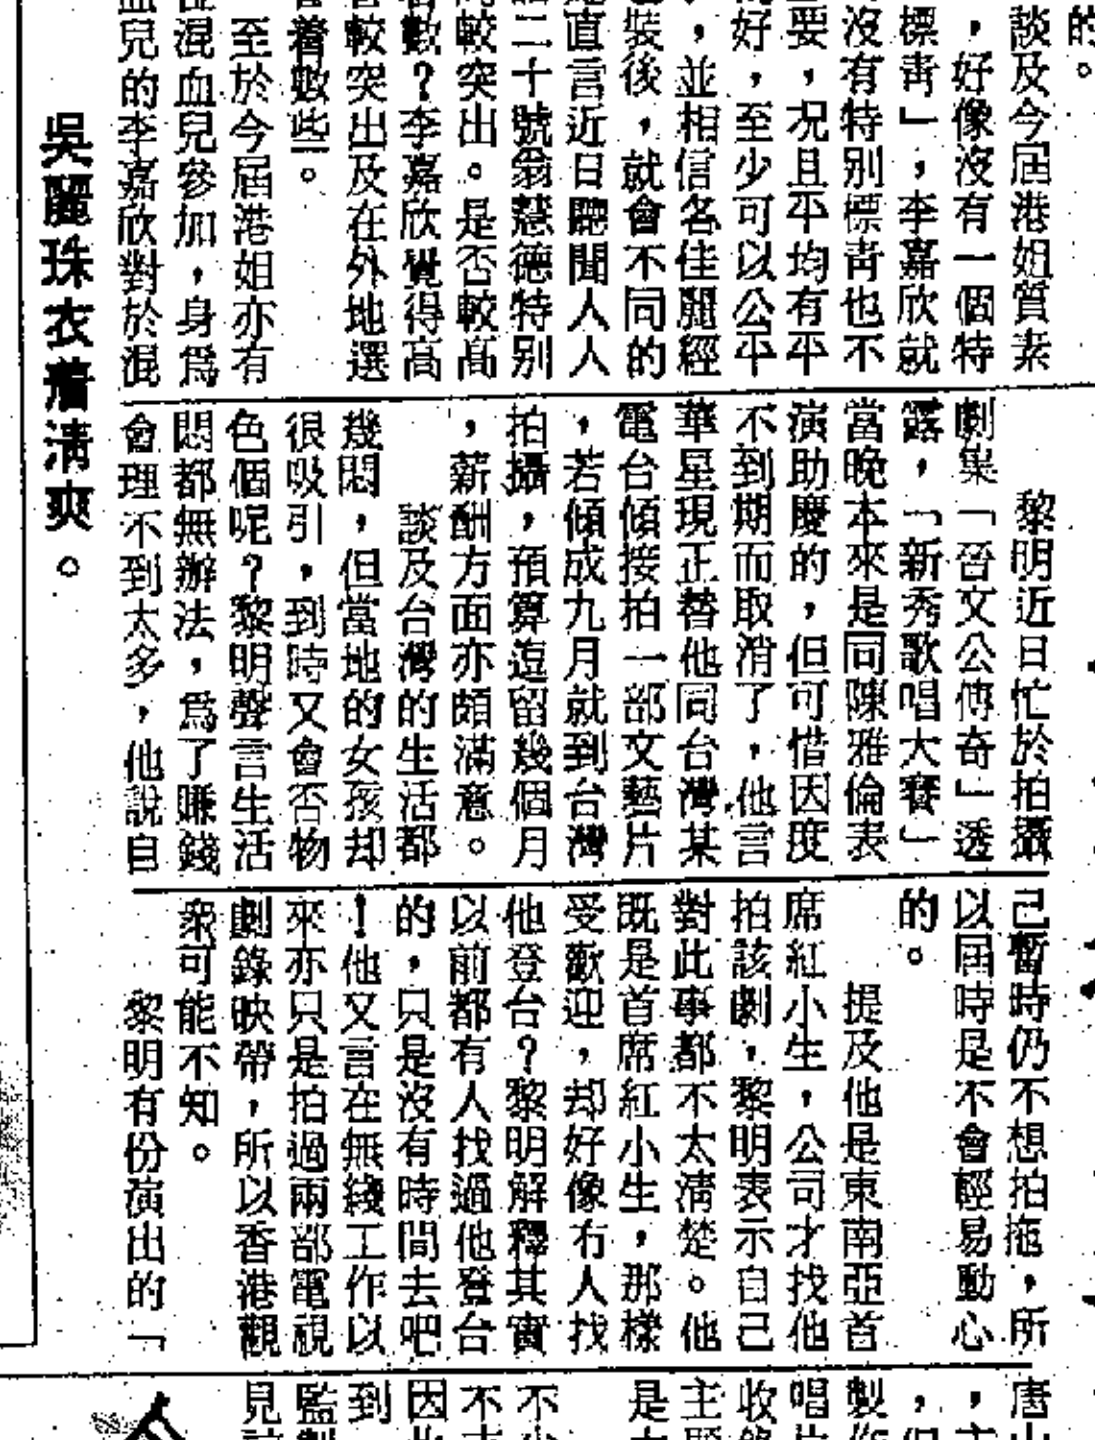 的。
談及今屆港姐質素
，好像沒有一個特
標青」，李嘉欣就
沒有特別標青也不
要，況且平均有平
好，至少可以公平
，並相信各佳麗經
裝後，就會不同的
直言近日聽聞人人
二十號翁慧德特別
較突出。是否較高
數？李嘉欣覺得高
較突出及在外地選
着數些。
至於今屆港姐亦有
混血兒參加，身爲
血兒的李嘉欣對於混
吳麗珠衣着清爽。
黎明近日忙於拍攝
劇集「晉文公傳奇」透
露，「新秀歌唱大賽」
當晚本來是同陳雅倫表
演助慶的，但可惜因度
不到期而取消了，他言
華星現正替他同台灣某
電台傾接拍一部文藝片
，若傾成九月就到台灣
拍攝，預算逗留幾個月
，薪酬方面亦頗滿意。
談及台灣的生活都
幾悶，但當地的女孩却
很吸引，到時又會否物
色個呢？黎明聲言生活
悶都無辦法，爲了賺錢
會理不到太多，他說自
己暫時仍不想拍拖，所
以屆時是不會輕易動心
的。
提及他是東南亞首
席紅小生，公司才找他
拍該劇，黎明表示自己
對此事都不太清楚。他
既是首席紅小生，那樣
受歡迎，却好像冇人找
他登台？黎明解釋其實
以前都有人找過他登台
的，只是沒有時間去吧
！他又言在無綫工作以
來亦只是拍過兩部電視
劇錄映帶，所以香港觀
衆可能不知。
黎明有份演出的「
唐
，
，
製
唱
收
主
是
不
不
因
到
監
見